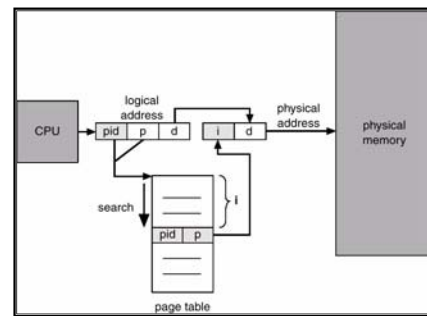 logical
address
physical
address
CPU
pid p d
i d
physical
memory
search
i
pid p
page table